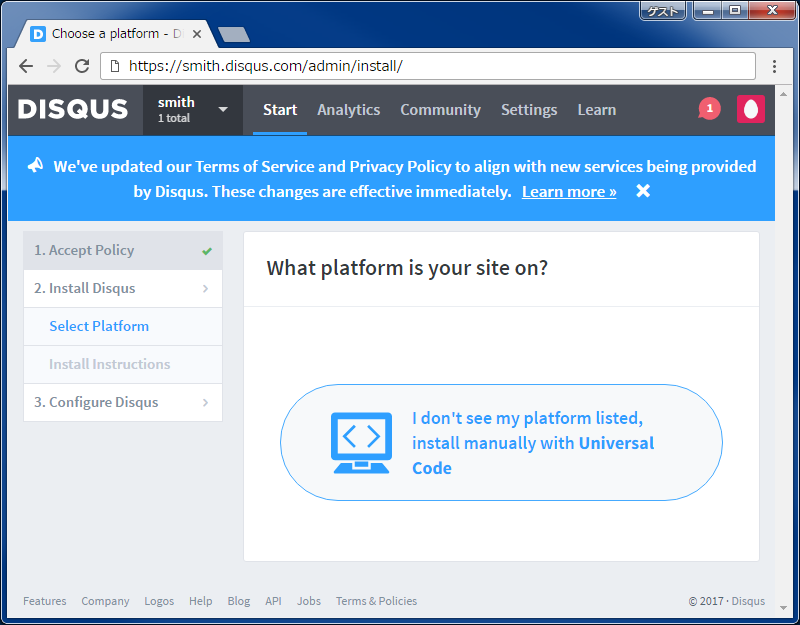 ゲスト
Choose a platform - Di
https://smith.disqus.com/admin/install/
DISQUS
smith
1 total
Start
Analytics
Community
Settings
Learn
1
We've updated our Terms of Service and Privacy Policy to align with new services being provided
by Disqus. These changes are effective immediately. Learn more »
1. Accept Policy
2. Install Disqus
Select Platform
Install Instructions
3. Configure Disqus
What platform is your site on?
I don't see my platform listed,
install manually with Universal
Code
Features Company Logos Help Blog API Jobs Terms & Policies
© 2017 · Disqus